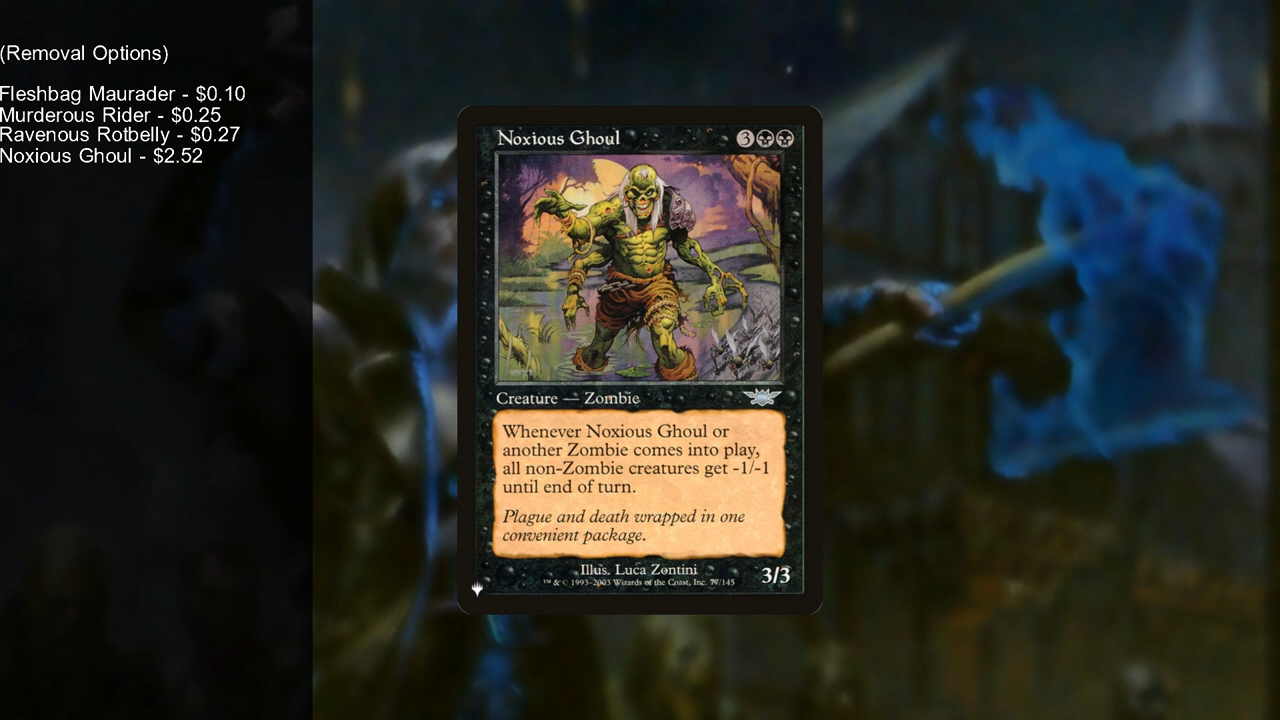 (Removal Options)
Fleshbag Maurader - $0.10
Murderous Rider - $0.25
Ravenous Rotbelly - $0.27
Noxious Ghoul - $2.52
Noxious Ghoul 3
Creature — Zombie
Whenever Noxious Ghoul or
another Zombie comes into play,
all non-Zombie creatures get -1/-1
until end of turn.
Plague and death wrapped in one
convenient package.
Illus. Luca Zontini
™ & © 1993-2003 Wizards of the Coast, Inc. 77/145
3/3